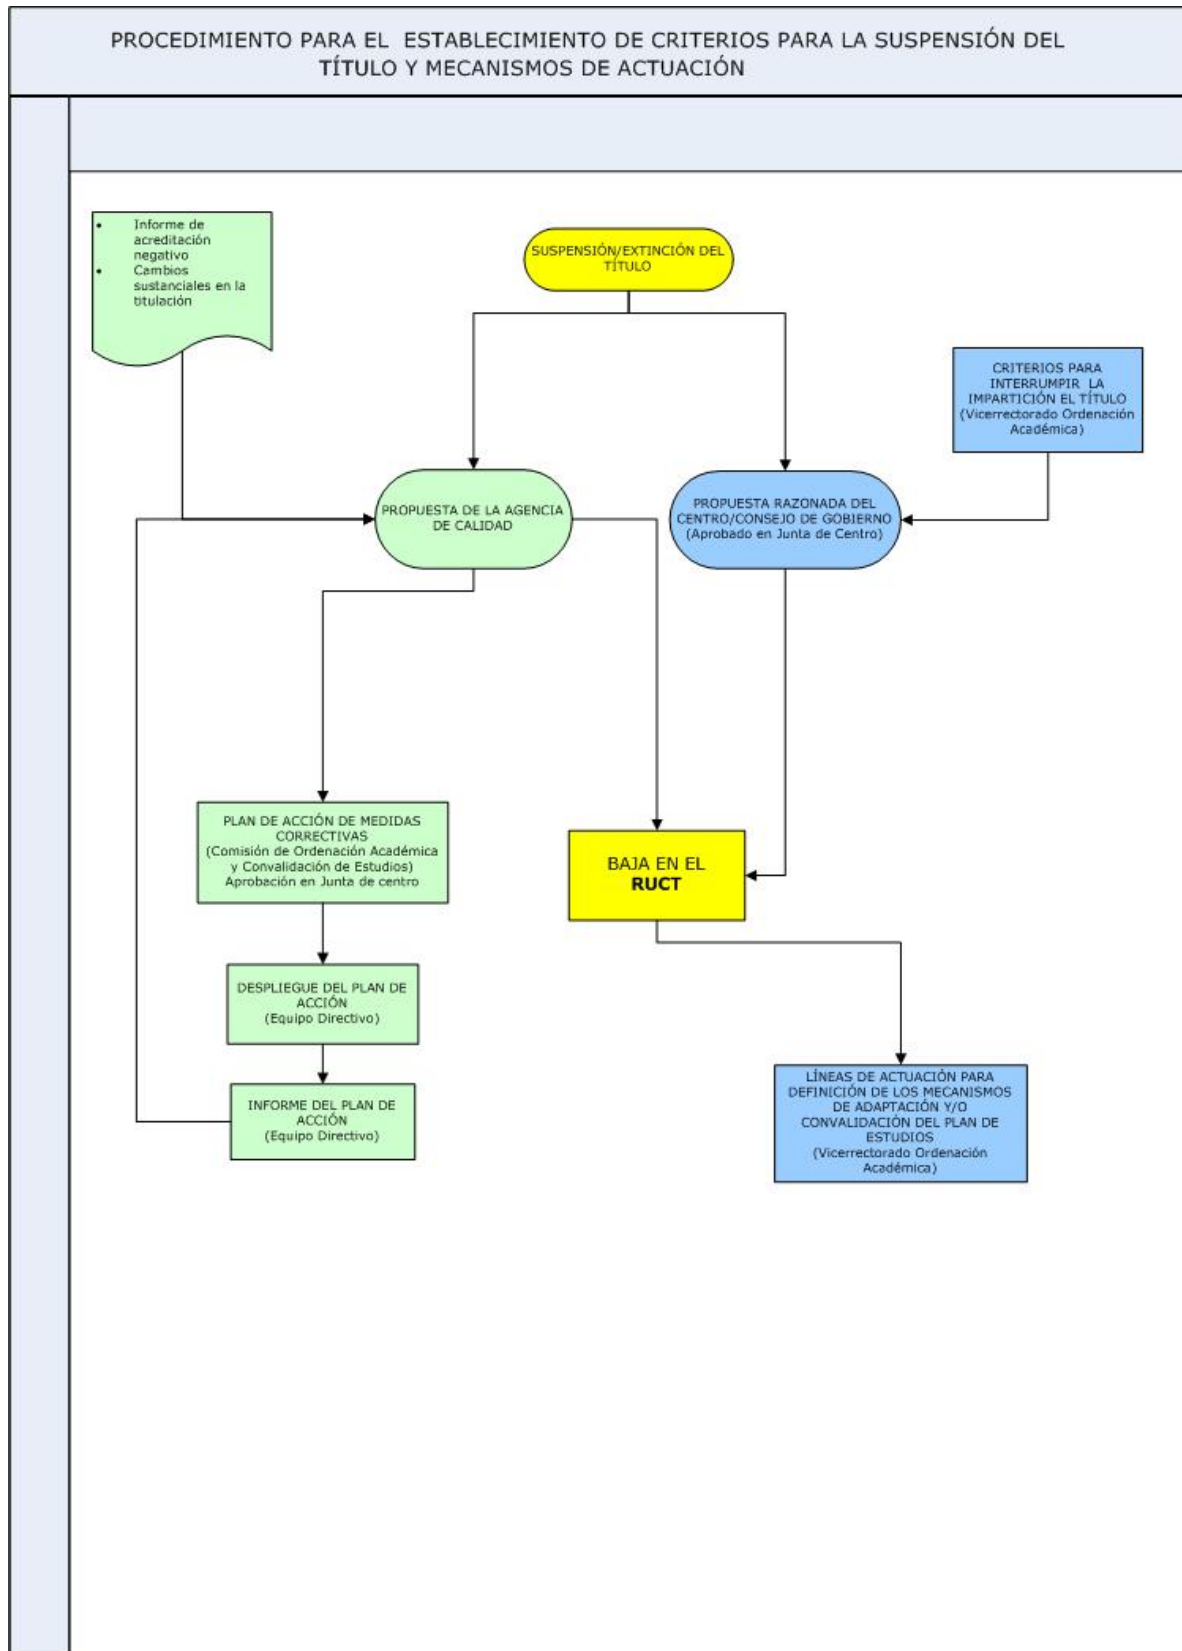 PROCEDIMIENTO PARA EL ESTABLECIMIENTO DE CRITERIOS PARA LA SUSPENSIÓN DEL
TÍTULO Y MECANISMOS DE ACTUACIÓN
• Informe de
acreditación
negativo
• Cambios
sustanciales en la
titulación
SUSPENSIÓN/EXTINCIÓN DEL
TÍTULO
CRITERIOS PARA
INTERRUMPIR LA
IMPARTICIÓN EL TÍTULO
(Vicerrectorado Ordenación
Académica)
PROPUESTA DE LA AGENCIA
DE CALIDAD
PROPUESTA RAZONADA DEL
CENTRO/CONSEJO DE GOBIERNO
(Aprobado en Junta de Centro)
PLAN DE ACCIÓN DE MEDIDAS
CORRECTIVAS
(Comisión de Ordenación Académica
y Convalidación de Estudios)
Aprobación en Junta de centro
BAJA EN EL
RUCT
DESPLIEGUE DEL PLAN DE
ACCIÓN
(Equipo Directivo)
INFORME DEL PLAN DE
ACCIÓN
(Equipo Directivo)
LÍNEAS DE ACTUACIÓN PARA
DEFINICIÓN DE LOS MECANISMOS
DE ADAPTACIÓN Y/O
CONVALIDACIÓN DEL PLAN DE
ESTUDIOS
(Vicerrectorado Ordenación
Académica)